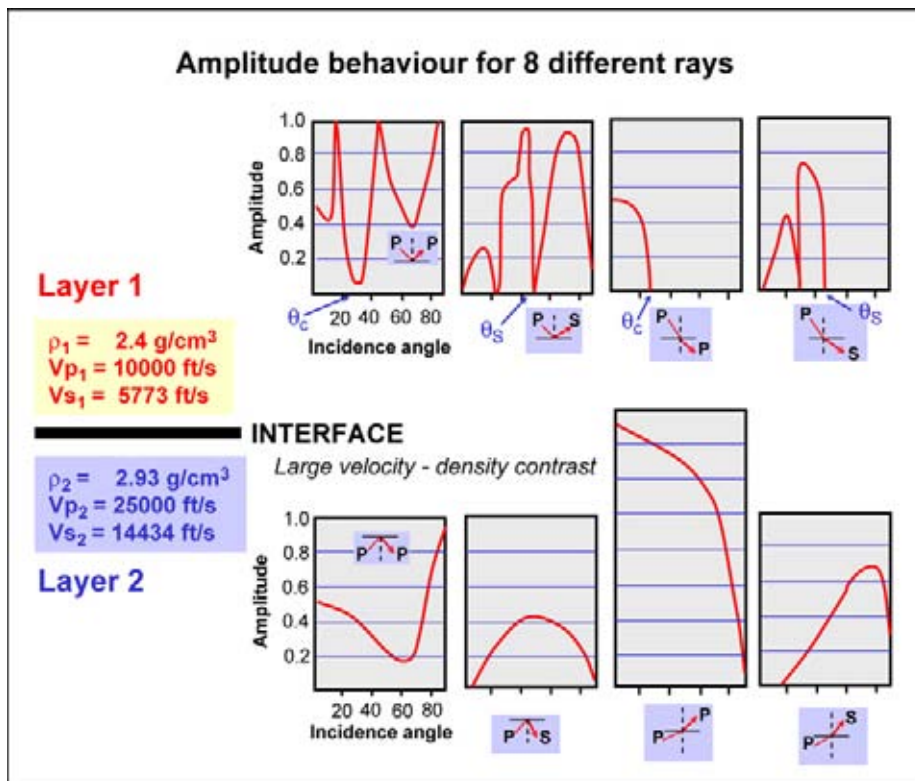 Amplitude behaviour for 8 different rays
Amplitude
1.0
0.8
0.6
0.4
0.2
P P
θc
20 40 60 80
Incidence angle
θS
P S
θc
P
P
P
S
θS
Layer 1
ρ1 = 2.4 g/cm3
Vp1 = 10000 ft/s
Vs1 = 5773 ft/s
INTERFACE
Large velocity - density contrast
ρ2 = 2.93 g/cm3
Vp2 = 25000 ft/s
Vs2 = 14434 ft/s
Layer 2
Amplitude
1.0
0.8
0.6
0.4
0.2
P P
20 40 60 80
Incidence angle
P S
P
P
S
P